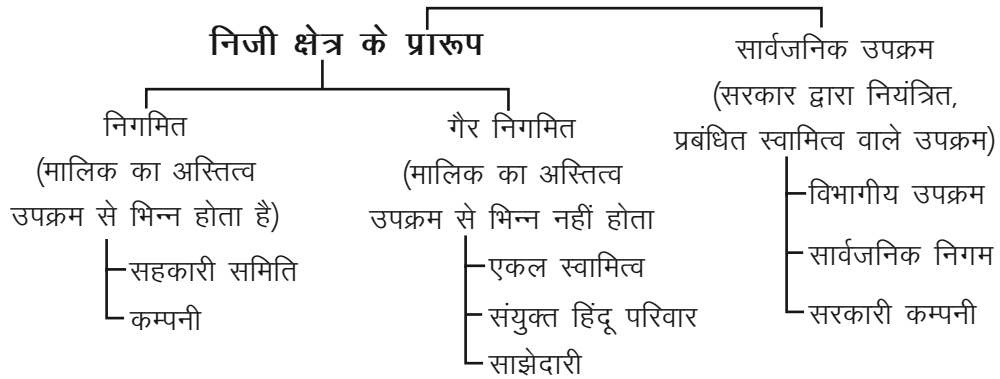 निजी क्षेत्र के प्रारूप
निगमित
(मालिक का अस्तित्व
उपक्रम से भिन्न होता है)
सहकारी समिति
कम्पनी
गैर निगमित
(मालिक का अस्तित्व
उपक्रम से भिन्न नहीं होता
एकल स्वामित्व
संयुक्त हिंदू परिवार
साझेदारी
सार्वजनिक उपक्रम
(सरकार द्वारा नियंत्रित,
प्रबंधित स्वामित्व वाले उपक्रम)
विभागीय उपक्रम
सार्वजनिक निगम
सरकारी कम्पनी